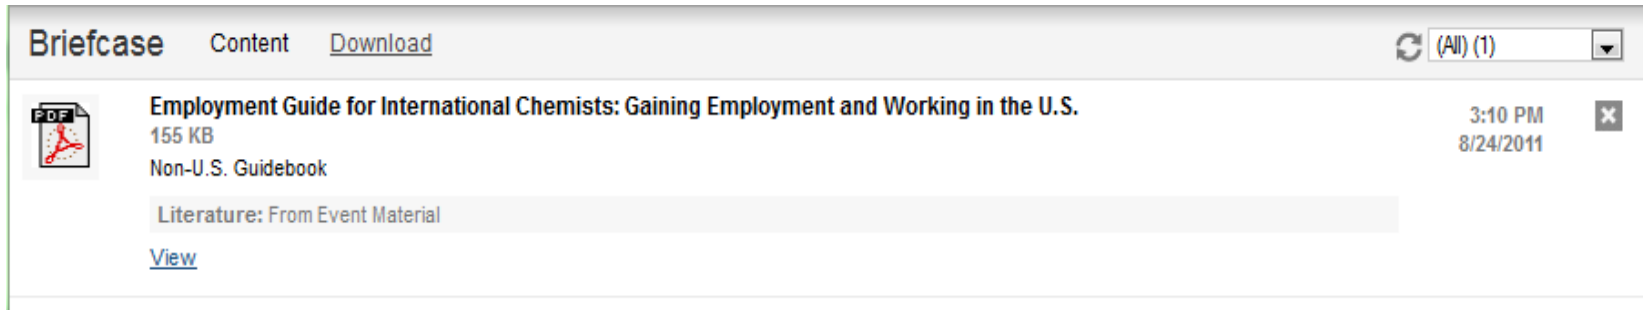 Briefcase Content Download (All) (1)
PDF Employment Guide for International Chemists: Gaining Employment and Working in the U.S. 3:10 PM
155 KB 8/24/2011
Non-U.S. Guidebook
Literature: From Event Material
View